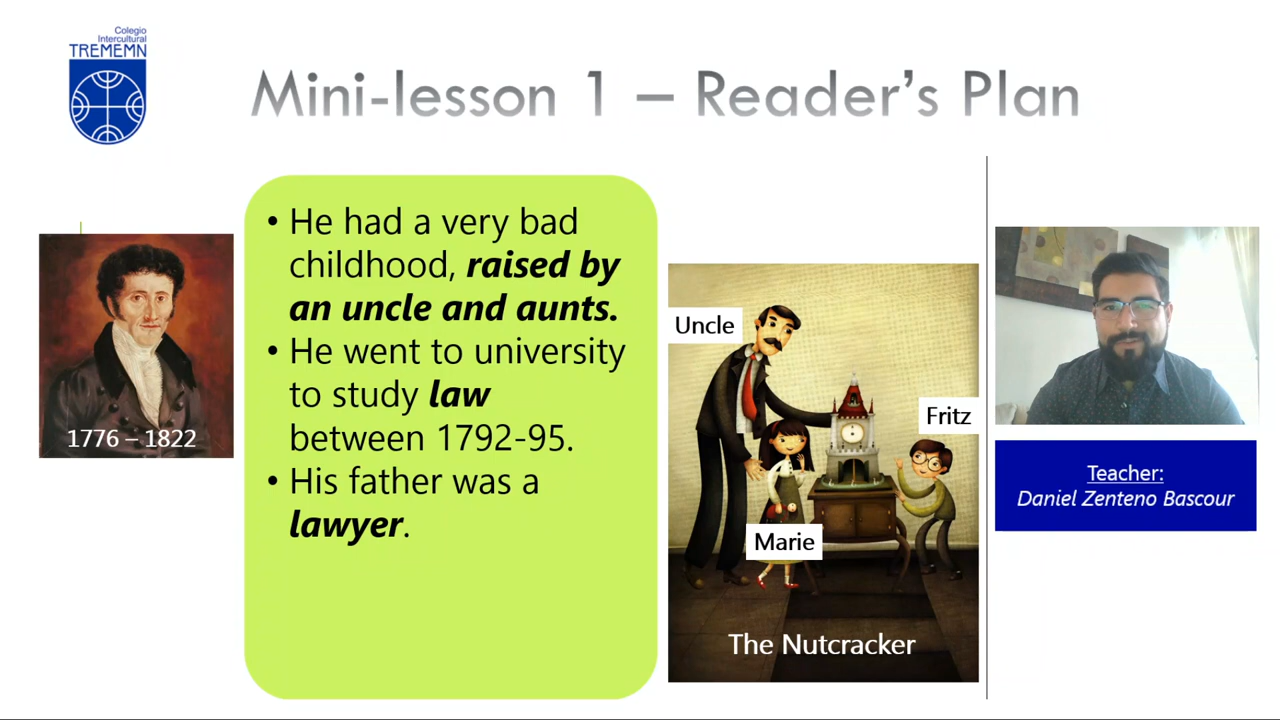 Colegio
Intercultural
TREMEMN
Mini-lesson 1 – Reader’s Plan
• He had a very bad
childhood, raised by
an uncle and aunts.
• He went to university
to study law
between 1792-95.
• His father was a
lawyer.
1776 – 1822
Uncle
Fritz
Marie
The Nutcracker
Teacher:
Daniel Zenteno Bascour